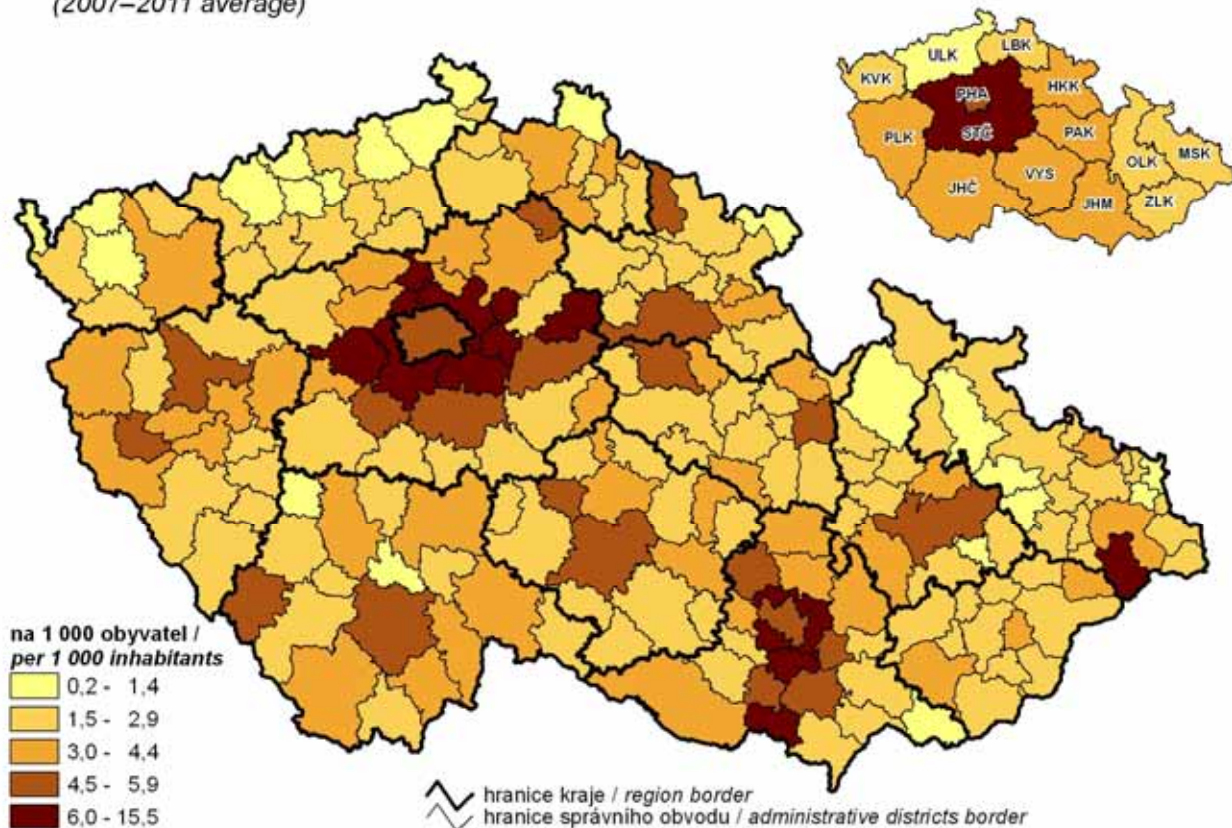 (2007–2011 average)
ULK
LBK
KVK
HKK
PHA
PLK
STČ
PAK
OLK
MSK
JHČ
VYS
JHM
ZLK
na 1 000 obyvatel /
per 1 000 inhabitants
0,2 - 1,4
1,5 - 2,9
3,0 - 4,4
4,5 - 5,9
6,0 - 15,5
hranice kraje / region border
hranice správního obvodu / administrative districts border